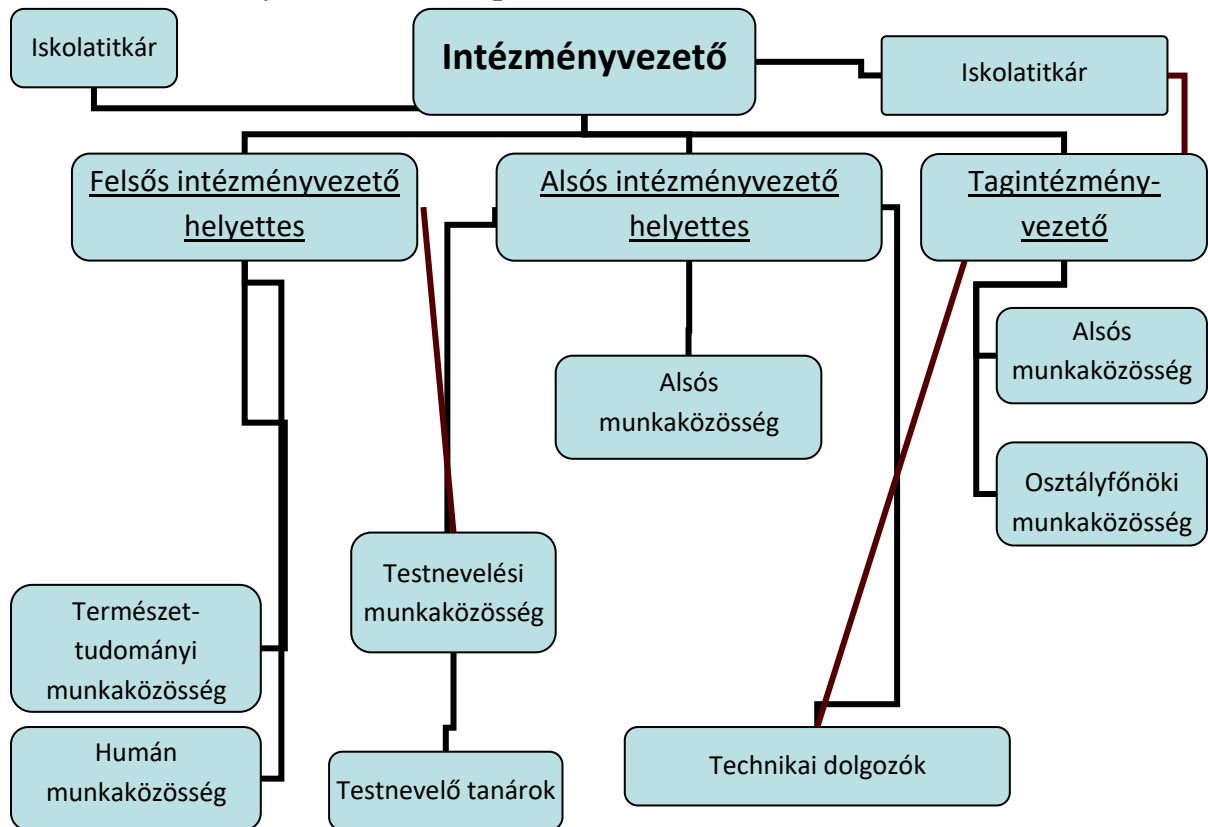 Iskolatitkár
Intézményvezető
Iskolatitkár
Felsős intézményvezető
helyettes
Alsós intézményvezető
helyettes
Tagintézmény-
vezető
Alsós
munkaközösség
Alsós
munkaközösség
Osztályfőnöki
munkaközösség
Testnevelési
munkaközösség
Természet-
tudományi
munkaközösség
Humán
munkaközösség
Testnevelő tanárok
Technikai dolgozók